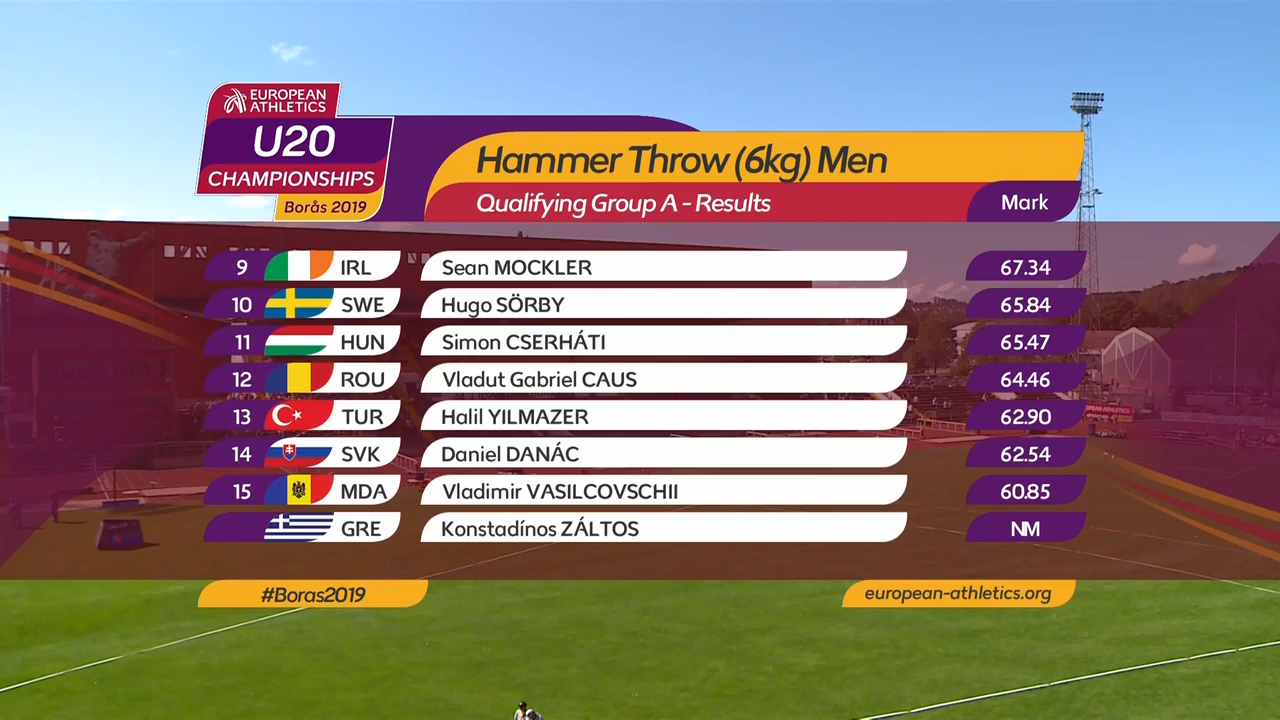 EUROPEAN
ATHLETICS
U20
CHAMPIONSHIPS
Borås 2019
Hammer Throw (6kg) Men
Qualifying Group A - Results Mark
9 IRL Sean MOCKLER 67.34
10 SWE Hugo SÖRBY 65.84
11 HUN Simon CSERHÁTI 65.47
12 ROU Vladut Gabriel CAUS 64.46
13 TUR Halil YILMAZER 62.90
14 SVK Daniel DANÁC 62.54
15 MDA Vladimir VASILCOVSCHII 60.85
GRE Konstadínos ZÁLTOS NM
EUROPEAN ATHLETICS
#Boras2019 european-athletics.org